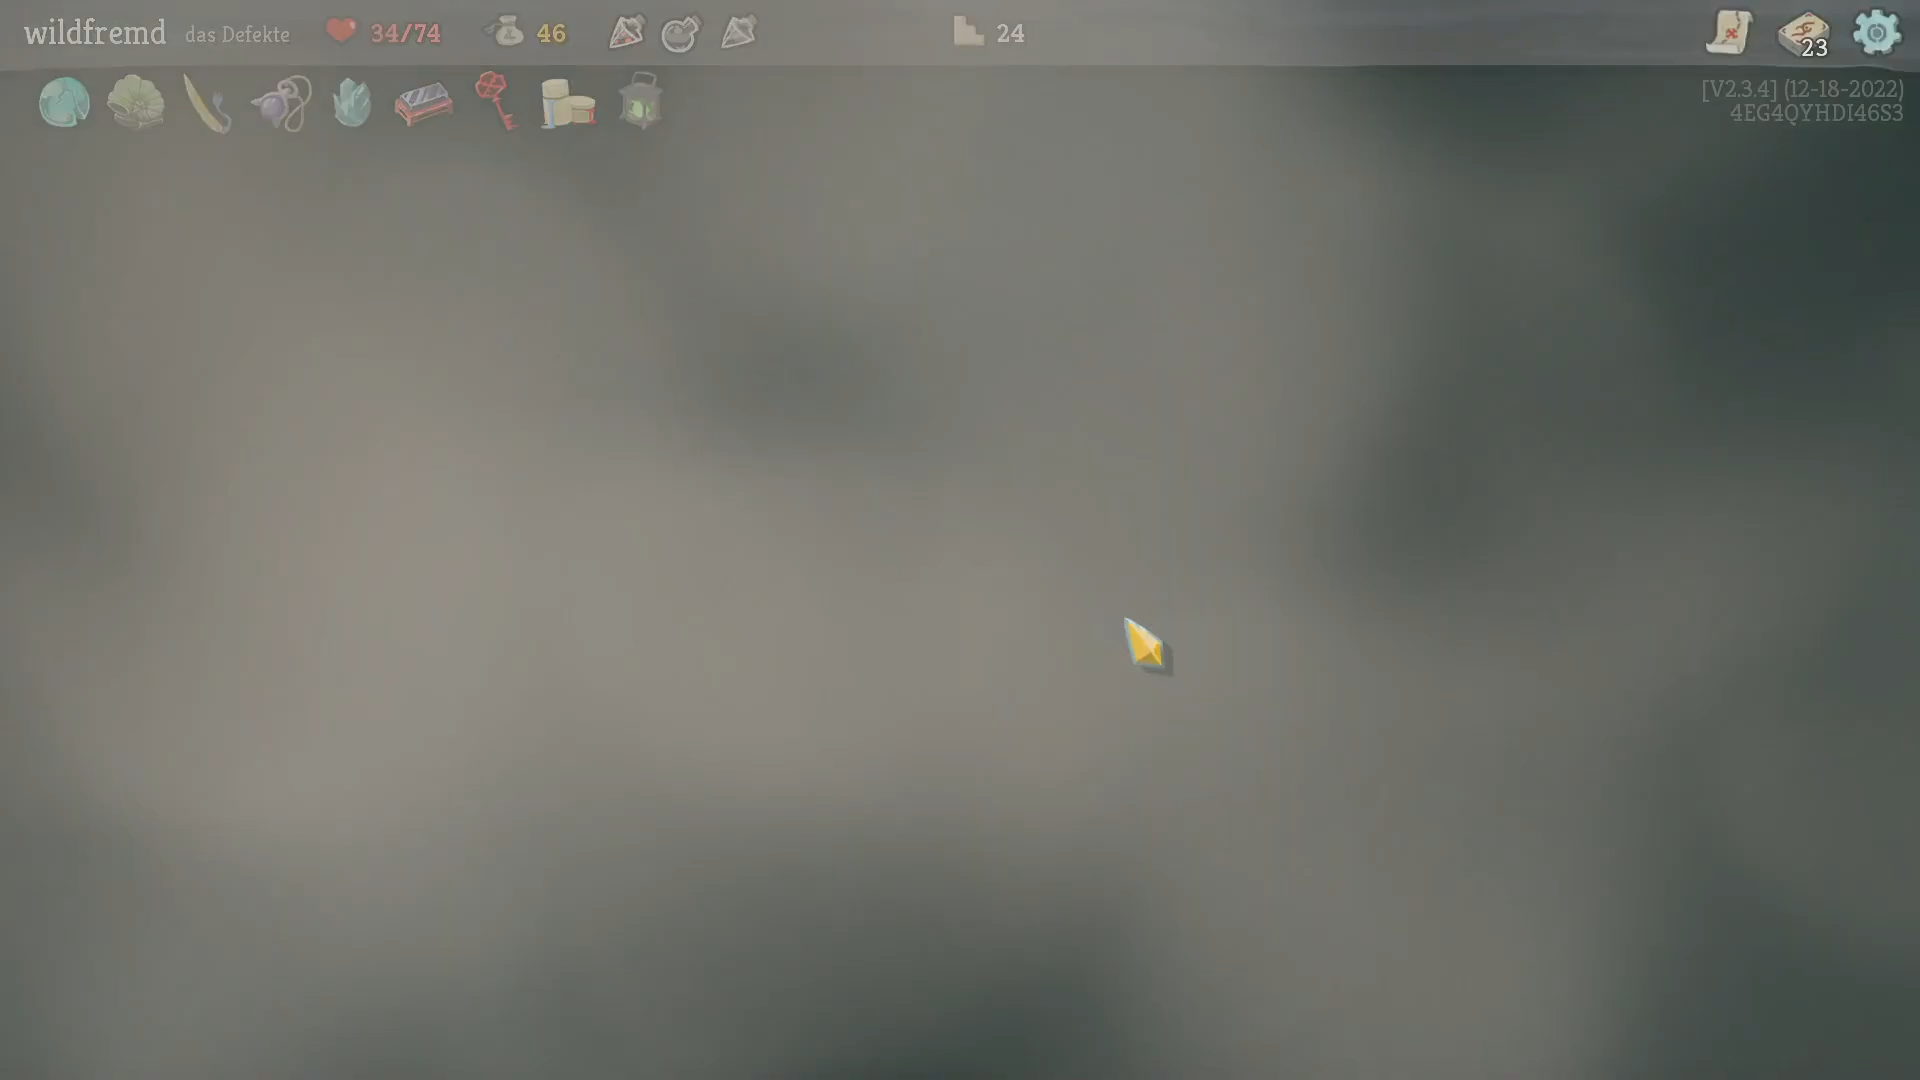 wildfremd das Defekte 34/74 46 24 23
[V2.3.4] (12-18-2022)
4EG4QYHDI46S3